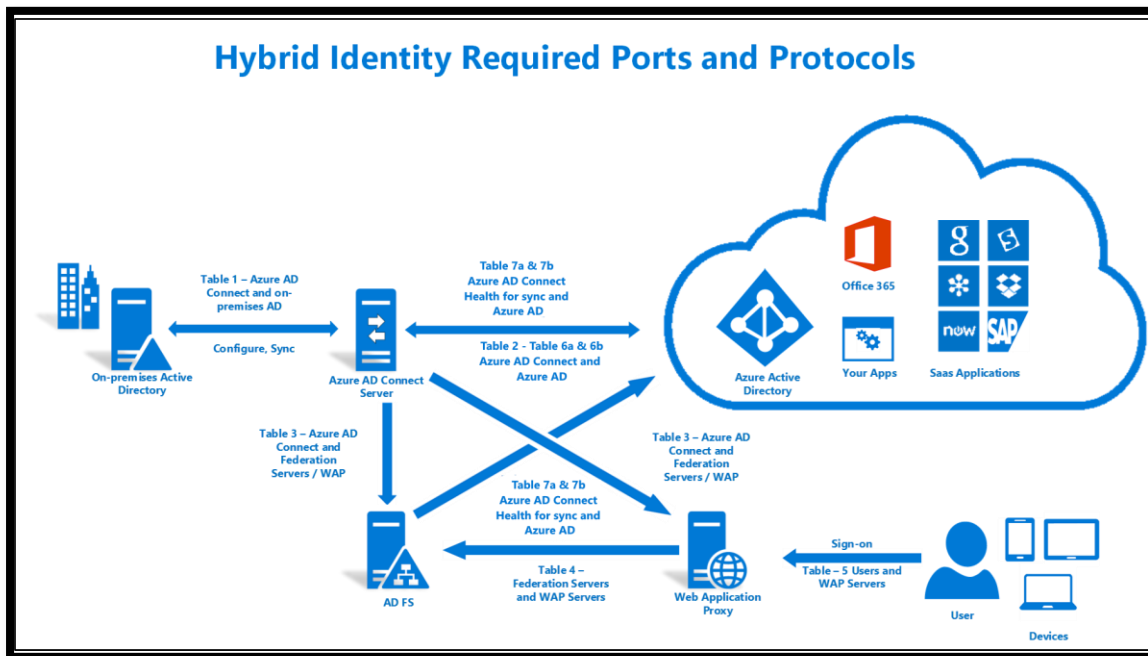 Hybrid Identity Required Ports and Protocols
Table 1 – Azure AD
Connect and on-
premises AD
Configure, Sync
On-premises Active
Directory
Azure AD Connect
Server
Table 7a & 7b
Azure AD Connect
Health for sync and
Azure AD
Table 2 - Table 6a & 6b
Azure AD Connect and
Azure AD
Azure Active
Directory
Office 365
Your Apps
g
now
SAP
Saas Applications
Table 3 – Azure AD
Connect and
Federation
Servers / WAP
Table 3 – Azure AD
Connect and
Federation
Servers / WAP
Table 7a & 7b
Azure AD Connect
Health for sync and
Azure AD
Table 4 –
Federation Servers
and WAP Servers
AD FS
Web Application
Proxy
Sign-on
Table – 5 Users and
WAP Servers
User
Devices